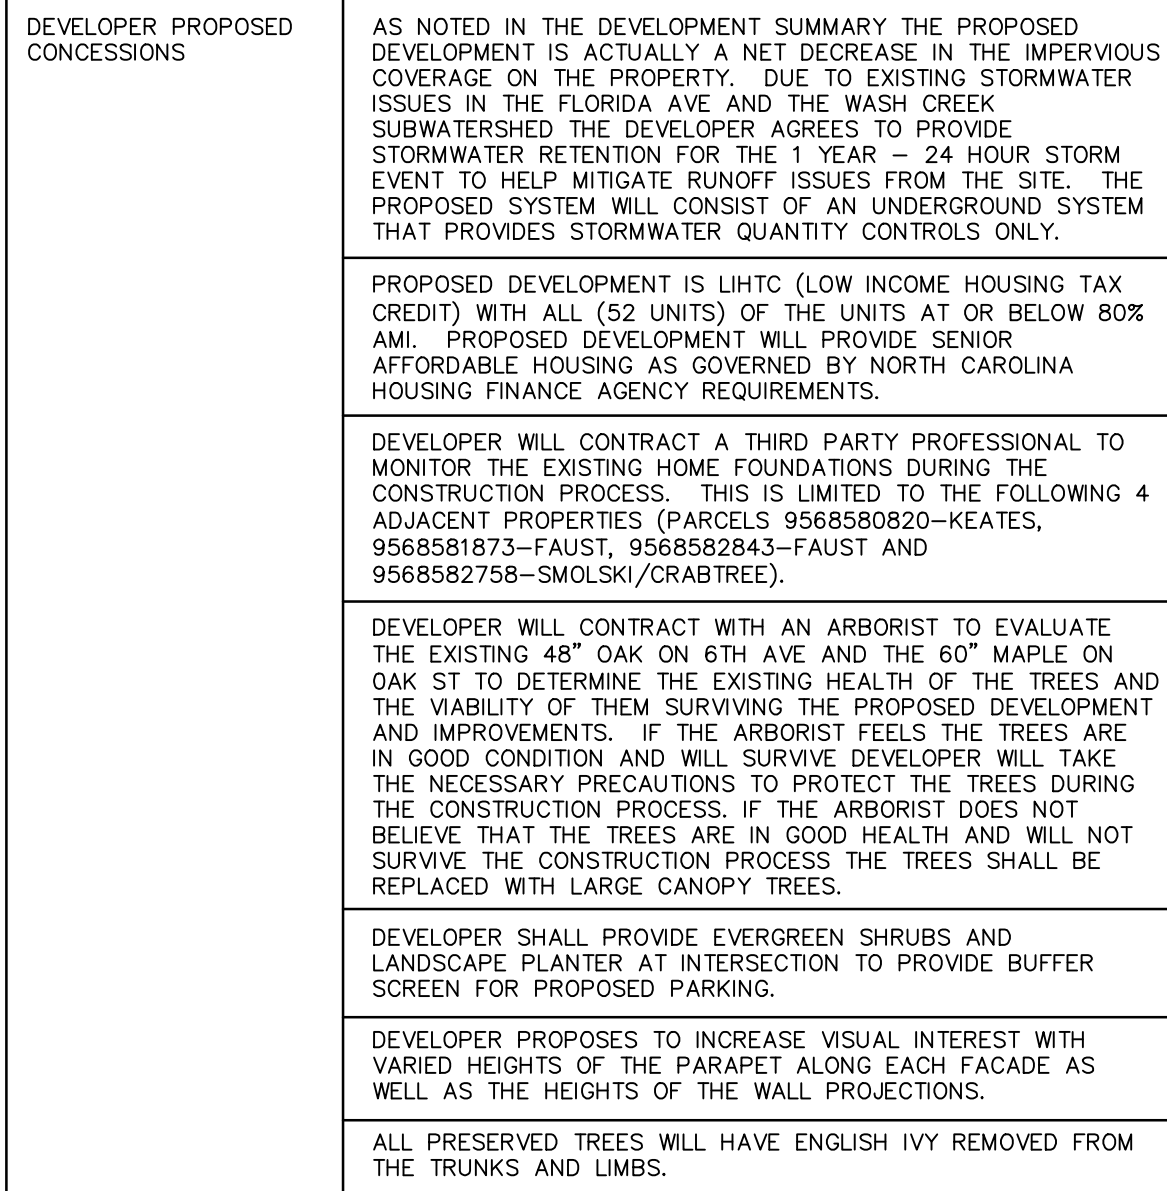 DEVELOPER PROPOSED
CONCESSIONS
AS NOTED IN THE DEVELOPMENT SUMMARY THE PROPOSED
DEVELOPMENT IS ACTUALLY A NET DECREASE IN THE IMPERVIOUS
COVERAGE ON THE PROPERTY. DUE TO EXISTING STORMWATER
ISSUES IN THE FLORIDA AVE AND THE WASH CREEK
SUBWATERSHED THE DEVELOPER AGREES TO PROVIDE
STORMWATER RETENTION FOR THE 1 YEAR – 24 HOUR STORM
EVENT TO HELP MITIGATE RUNOFF ISSUES FROM THE SITE. THE
PROPOSED SYSTEM WILL CONSIST OF AN UNDERGROUND SYSTEM
THAT PROVIDES STORMWATER QUANTITY CONTROLS ONLY.
PROPOSED DEVELOPMENT IS LIHTC (LOW INCOME HOUSING TAX
CREDIT) WITH ALL (52 UNITS) OF THE UNITS AT OR BELOW 80%
AMI. PROPOSED DEVELOPMENT WILL PROVIDE SENIOR
AFFORDABLE HOUSING AS GOVERNED BY NORTH CAROLINA
HOUSING FINANCE AGENCY REQUIREMENTS.
DEVELOPER WILL CONTRACT A THIRD PARTY PROFESSIONAL TO
MONITOR THE EXISTING HOME FOUNDATIONS DURING THE
CONSTRUCTION PROCESS. THIS IS LIMITED TO THE FOLLOWING 4
ADJACENT PROPERTIES (PARCELS 9568580820–KEATES,
9568581873–FAUST, 9568582843–FAUST AND
9568582758–SMOLSKI/CRABTREE).
DEVELOPER WILL CONTRACT WITH AN ARBORIST TO EVALUATE
THE EXISTING 48” OAK ON 6TH AVE AND THE 60” MAPLE ON
OAK ST TO DETERMINE THE EXISTING HEALTH OF THE TREES AND
THE VIABILITY OF THEM SURVIVING THE PROPOSED DEVELOPMENT
AND IMPROVEMENTS. IF THE ARBORIST FEELS THE TREES ARE
IN GOOD CONDITION AND WILL SURVIVE DEVELOPER WILL TAKE
THE NECESSARY PRECAUTIONS TO PROTECT THE TREES DURING
THE CONSTRUCTION PROCESS. IF THE ARBORIST DOES NOT
BELIEVE THAT THE TREES ARE IN GOOD HEALTH AND WILL NOT
SURVIVE THE CONSTRUCTION PROCESS THE TREES SHALL BE
REPLACED WITH LARGE CANOPY TREES.
DEVELOPER SHALL PROVIDE EVERGREEN SHRUBS AND
LANDSCAPE PLANTER AT INTERSECTION TO PROVIDE BUFFER
SCREEN FOR PROPOSED PARKING.
DEVELOPER PROPOSES TO INCREASE VISUAL INTEREST WITH
VARIED HEIGHTS OF THE PARAPET ALONG EACH FACADE AS
WELL AS THE HEIGHTS OF THE WALL PROJECTIONS.
ALL PRESERVED TREES WILL HAVE ENGLISH IVY REMOVED FROM
THE TRUNKS AND LIMBS.